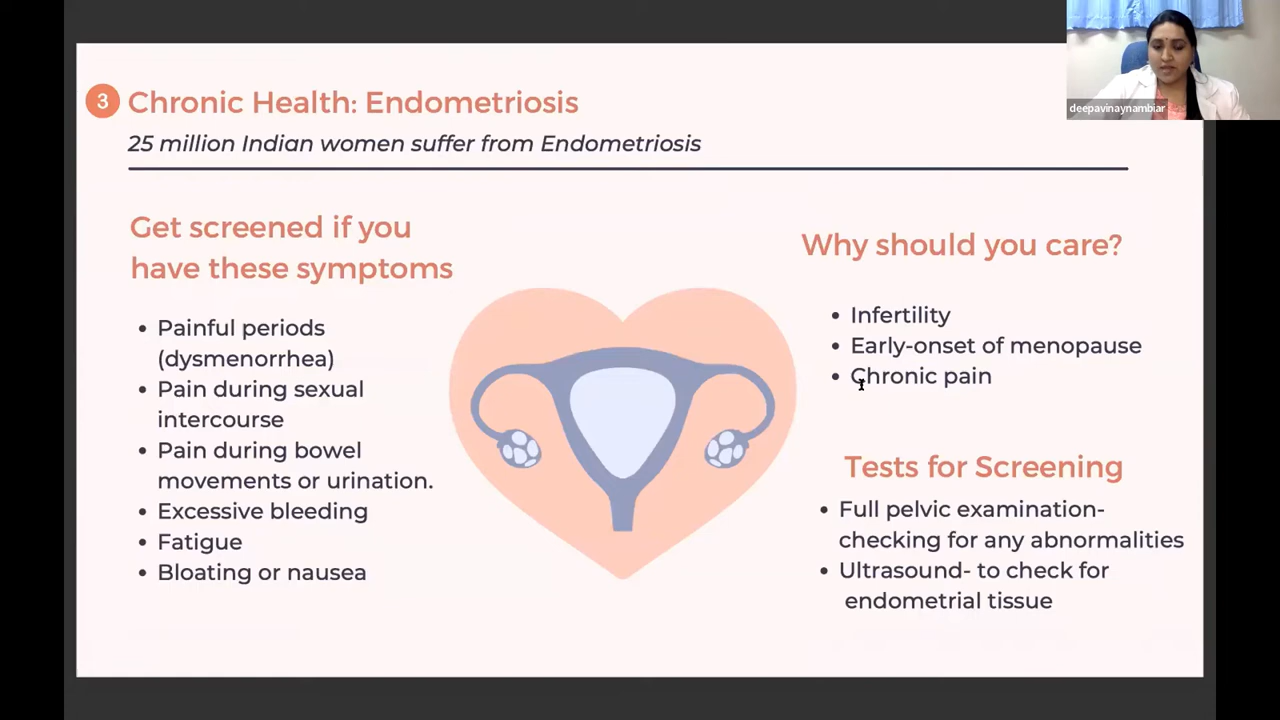 3
Chronic Health: Endometriosis
25 million Indian women suffer from Endometriosis
Get screened if you
have these symptoms
• Painful periods
(dysmenorrhea)
• Pain during sexual
intercourse
• Pain during bowel
movements or urination.
• Excessive bleeding
• Fatigue
• Bloating or nausea
Why should you care?
• Infertility
• Early-onset of menopause
• Chronic pain
Tests for Screening
• Full pelvic examination-
checking for any abnormalities
• Ultrasound- to check for
endometrial tissue
deepavinaynambiar